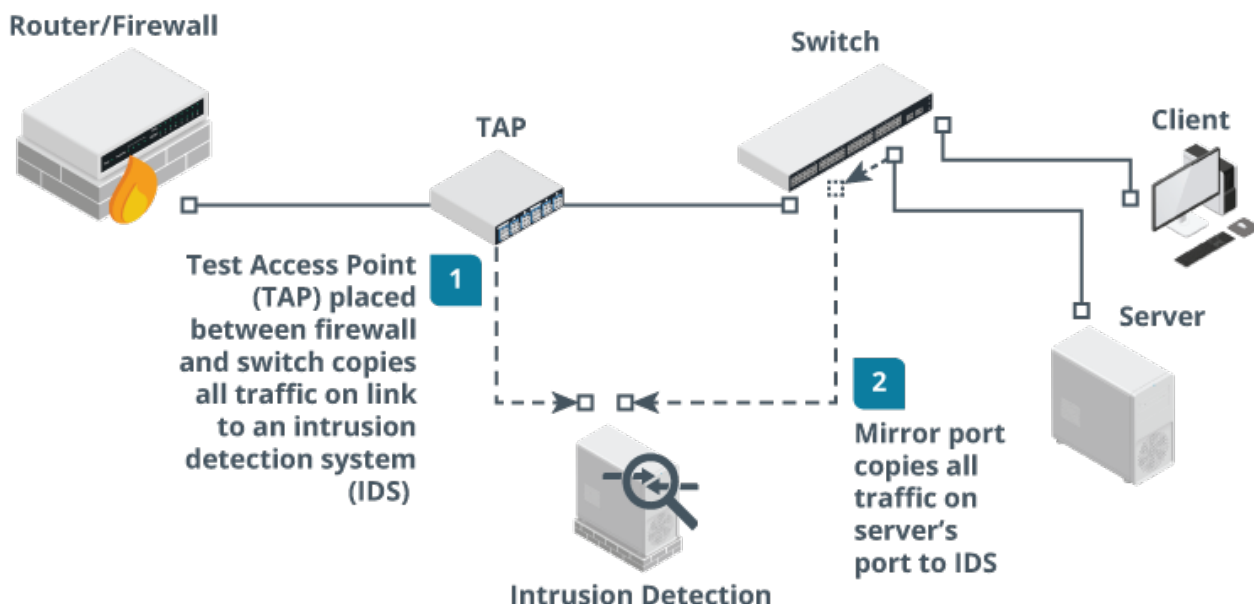 Router/Firewall
Switch
TAP
Client
1
Test Access Point
(TAP) placed
between firewall
and switch copies
all traffic on link
to an intrusion
detection system
(IDS)
Server
2
Mirror port
copies all
traffic on
server's
port to IDS
Intrusion Detection